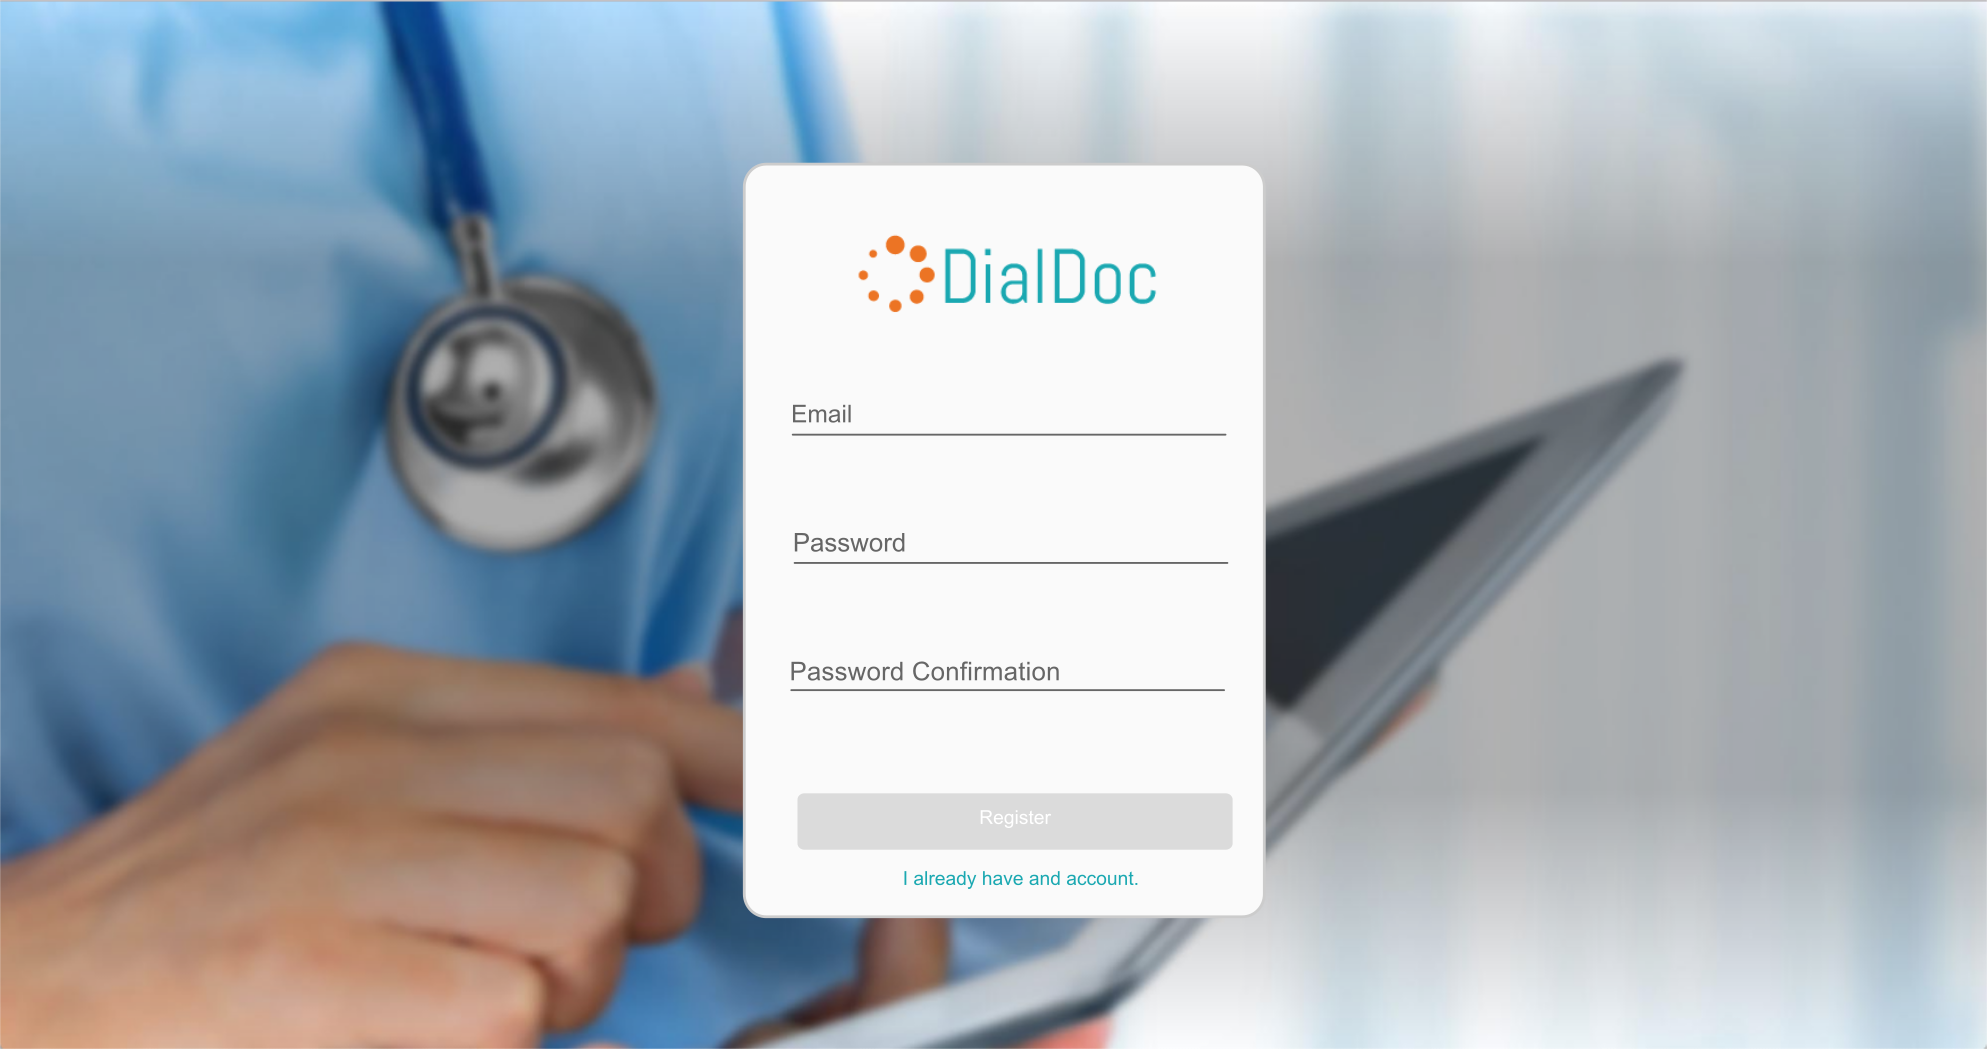 DialDoc
Email
Password
Password Confirmation
Register
I already have and account.